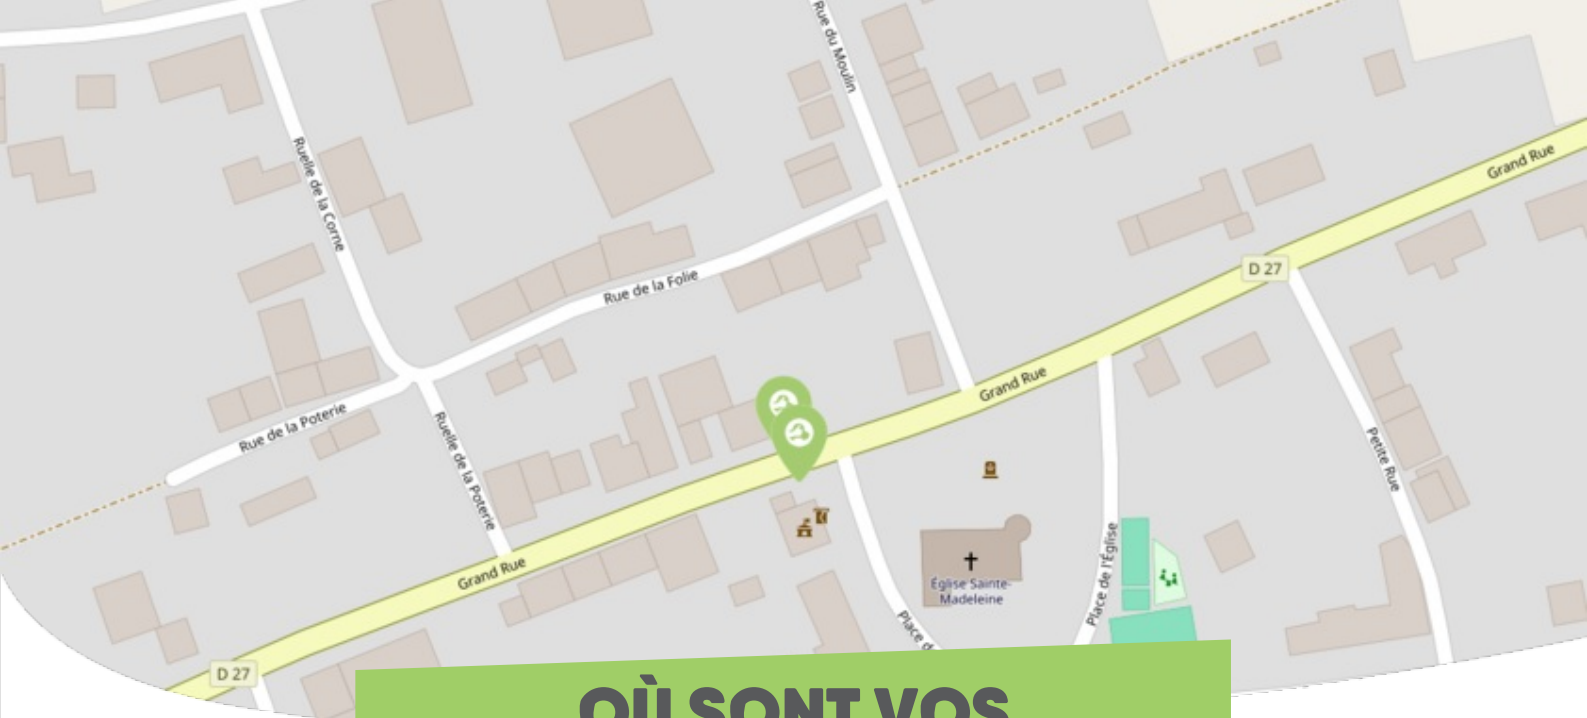 Rue du Moulin
Grand Rue
Ruelle de la Corne
D 27
Rue de la Folie
Grand Rue
Rue de la Poterie
Ruelle de la Poterie
Petite Rue
Grand Rue
Église Sainte-
Madeleine
Place de l'Église
Place d
D 27
OÙ SONT VOS